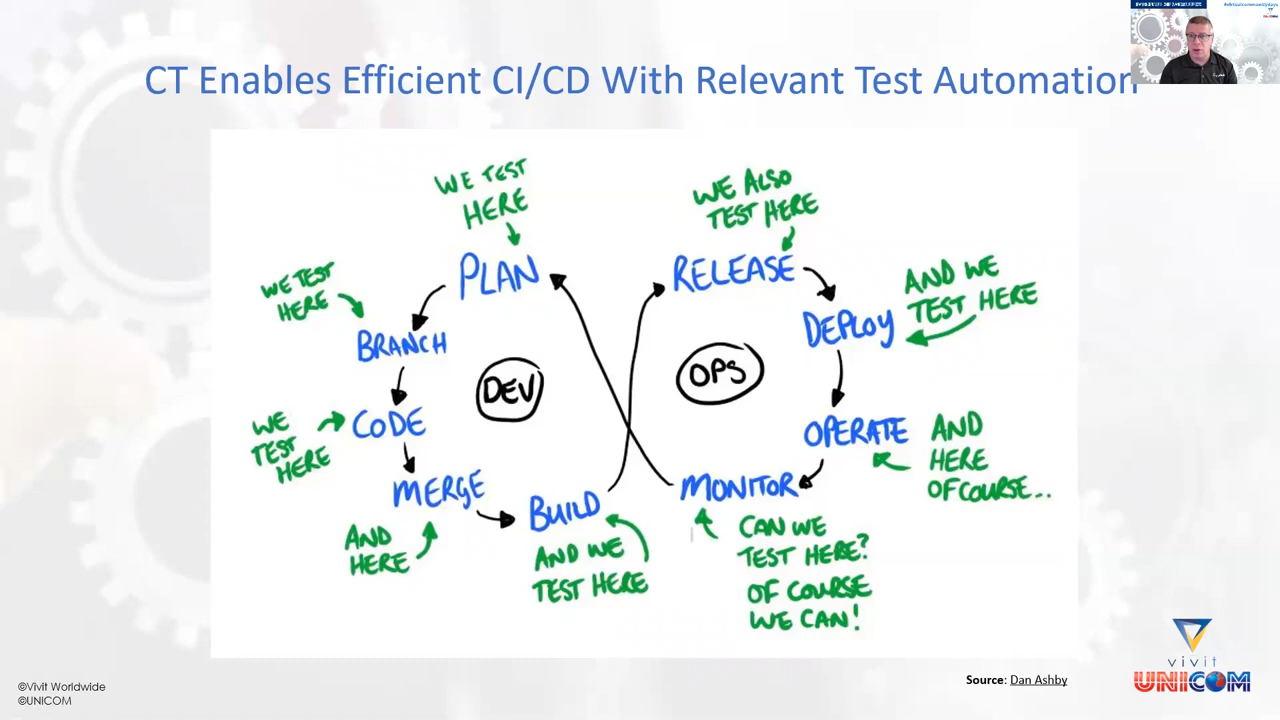 CT Enables Efficient CI/CD With Relevant Test Automation
WE TEST
HERE
PLAN
WE TEST
HERE
BRANCH
WE
TEST
HERE
CODE
AND
HERE
MERGE
AND WE
TEST HERE
BUILD
DEV
WE ALSO
TEST HERE
RELEASE
AND WE
TEST HERE
DEPLOY
AND
HERE
OF COURSE...
OPERATE
CAN WE
TEST HERE?
OF COURSE
WE CAN!
MONITOR
OPS
Source: Dan Ashby
©Vivit Worldwide
©UNICOM
vivit
UNICOM